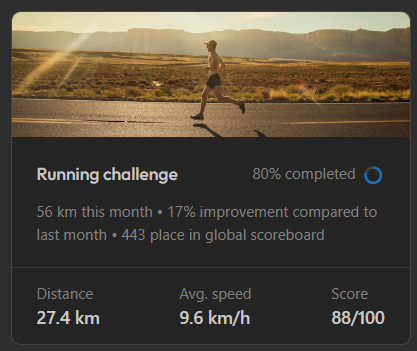 Running challenge 80% completed
56 km this month • 17% improvement compared to
last month • 443 place in global scoreboard
Distance Avg. speed Score
27.4 km 9.6 km/h 88/100